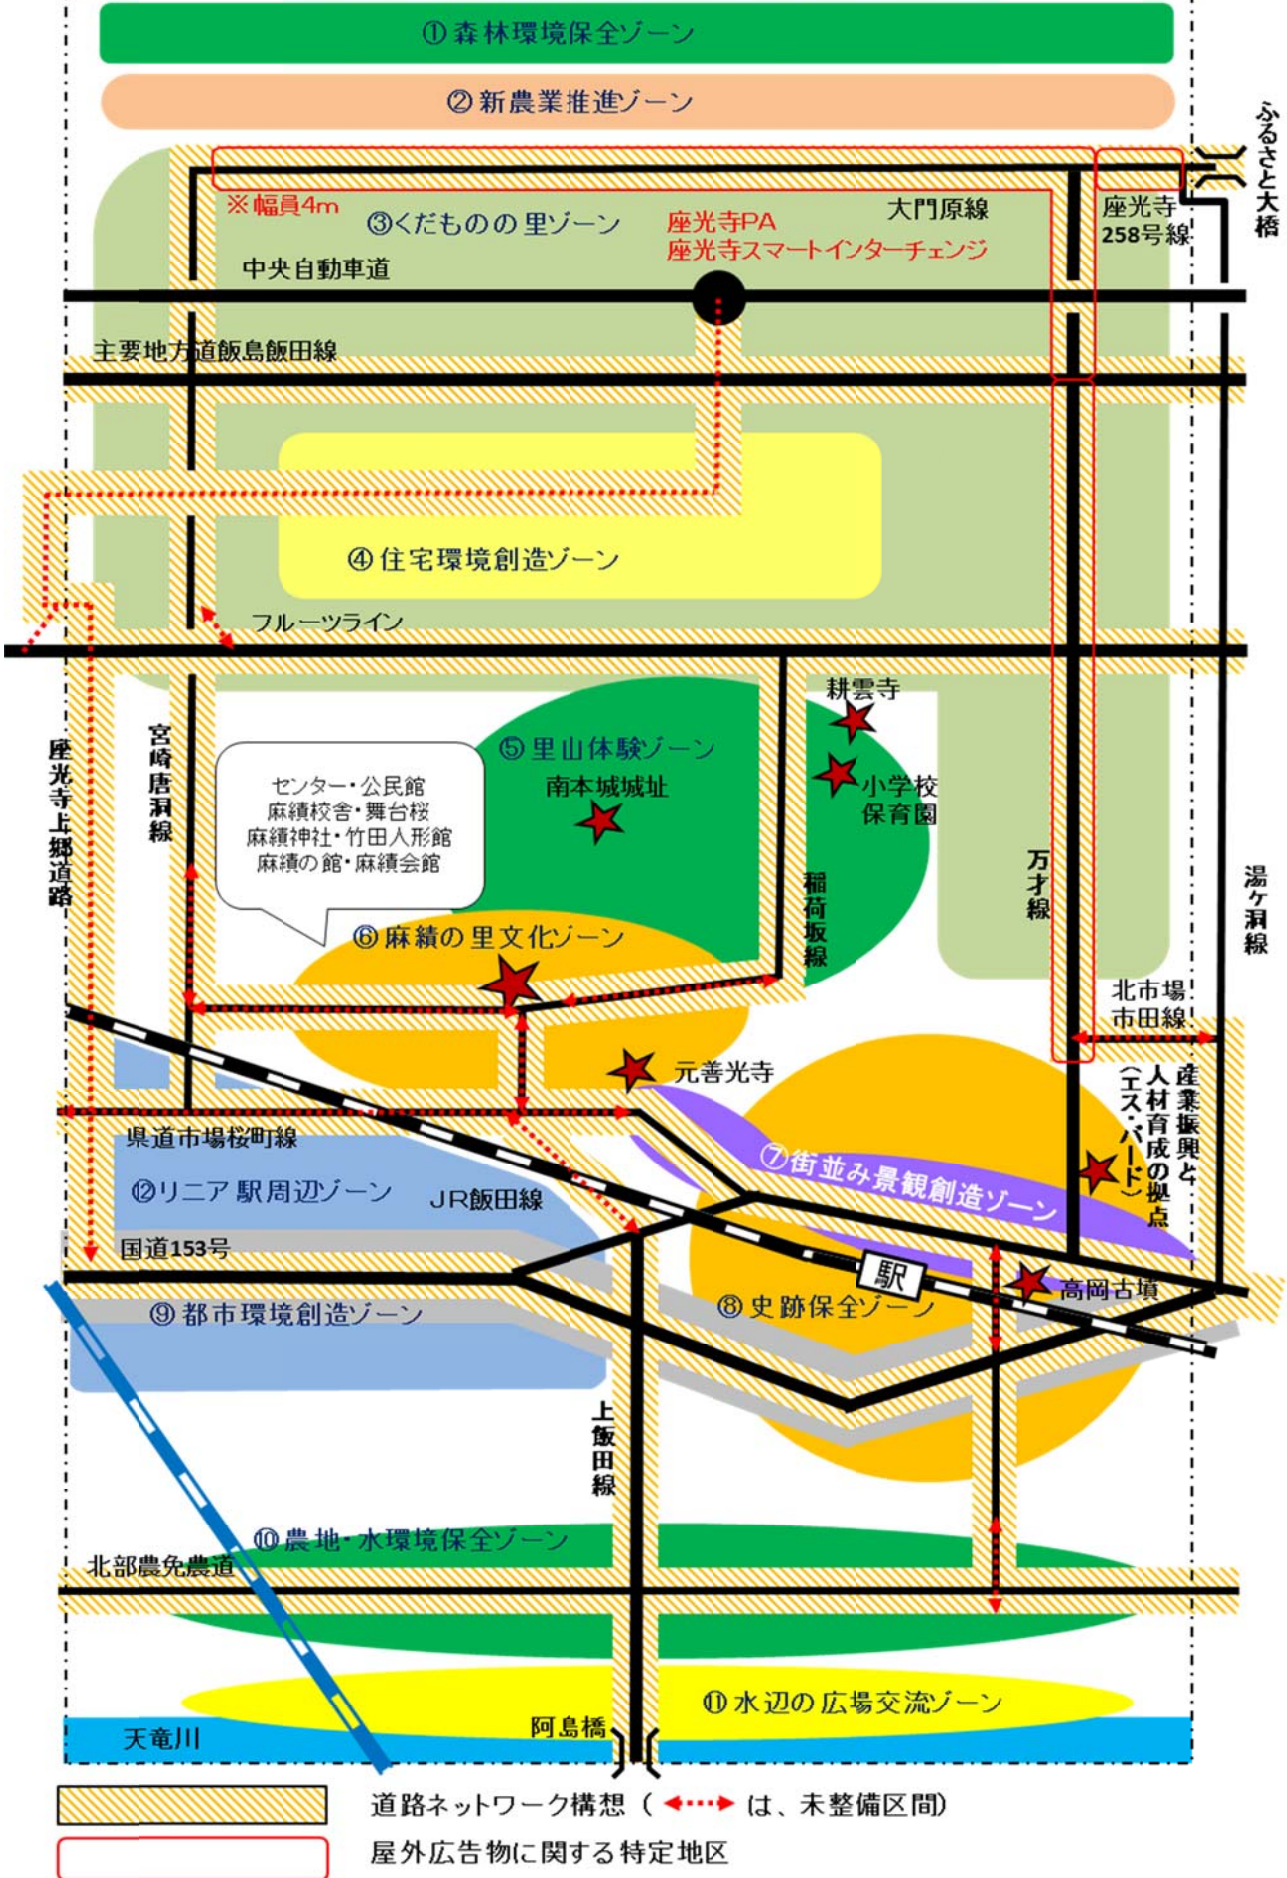 ①森林環境保全ゾーン
②新農業推進ゾーン
ふるさと大橋
※幅員4m
③くだものの里ゾーン
座光寺PA
座光寺スマートインターチェンジ
大門原線
座光寺
258号線
中央自動車道
主要地方道飯島飯田線
④住宅環境創造ゾーン
フルーツライン
座光寺上郷道路
宮崎唐洞線
センター・公民館
麻績校舎・舞台桜
麻績神社・竹田人形館
麻績の館・麻績会館
⑤里山体験ゾーン
南本城城址
耕雲寺
小学校
保育園
稲荷坂線
万才線
湯ヶ洞線
⑥麻績の里文化ゾーン
北市場
市田線
元善光寺
産業振興と
人材育成の拠点
(エス・バード)
県道市場桜町線
⑦街並み景観創造ゾーン
⑫リニア駅周辺ゾーン
JR飯田線
国道153号
駅
高岡古墳
⑨都市環境創造ゾーン
⑧史跡保全ゾーン
上飯田線
⑩農地・水環境保全ゾーン
北部農免農道
⑪水辺の広場交流ゾーン
天竜川
阿島橋
道路ネットワーク構想（ は、未整備区間）
屋外広告物に関する特定地区